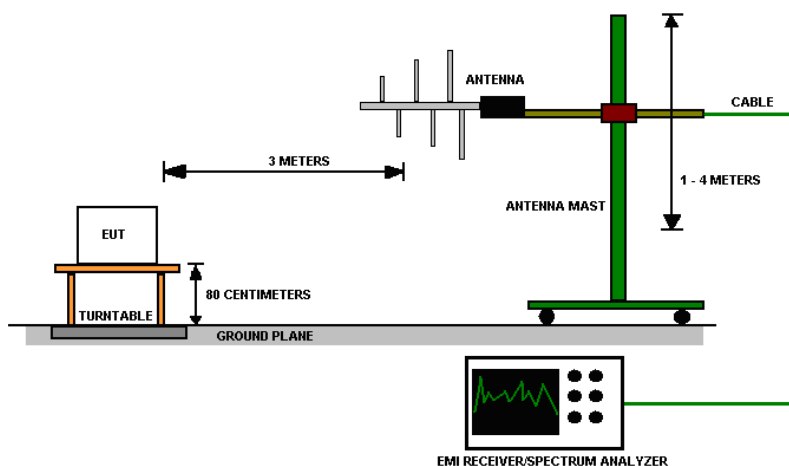 ANTENNA
CABLE
3 METERS
1 - 4 METERS
ANTENNA MAST
EUT
80 CENTIMETERS
TURNTABLE
GROUND PLANE
EMI RECEIVER/SPECTRUM ANALYZER